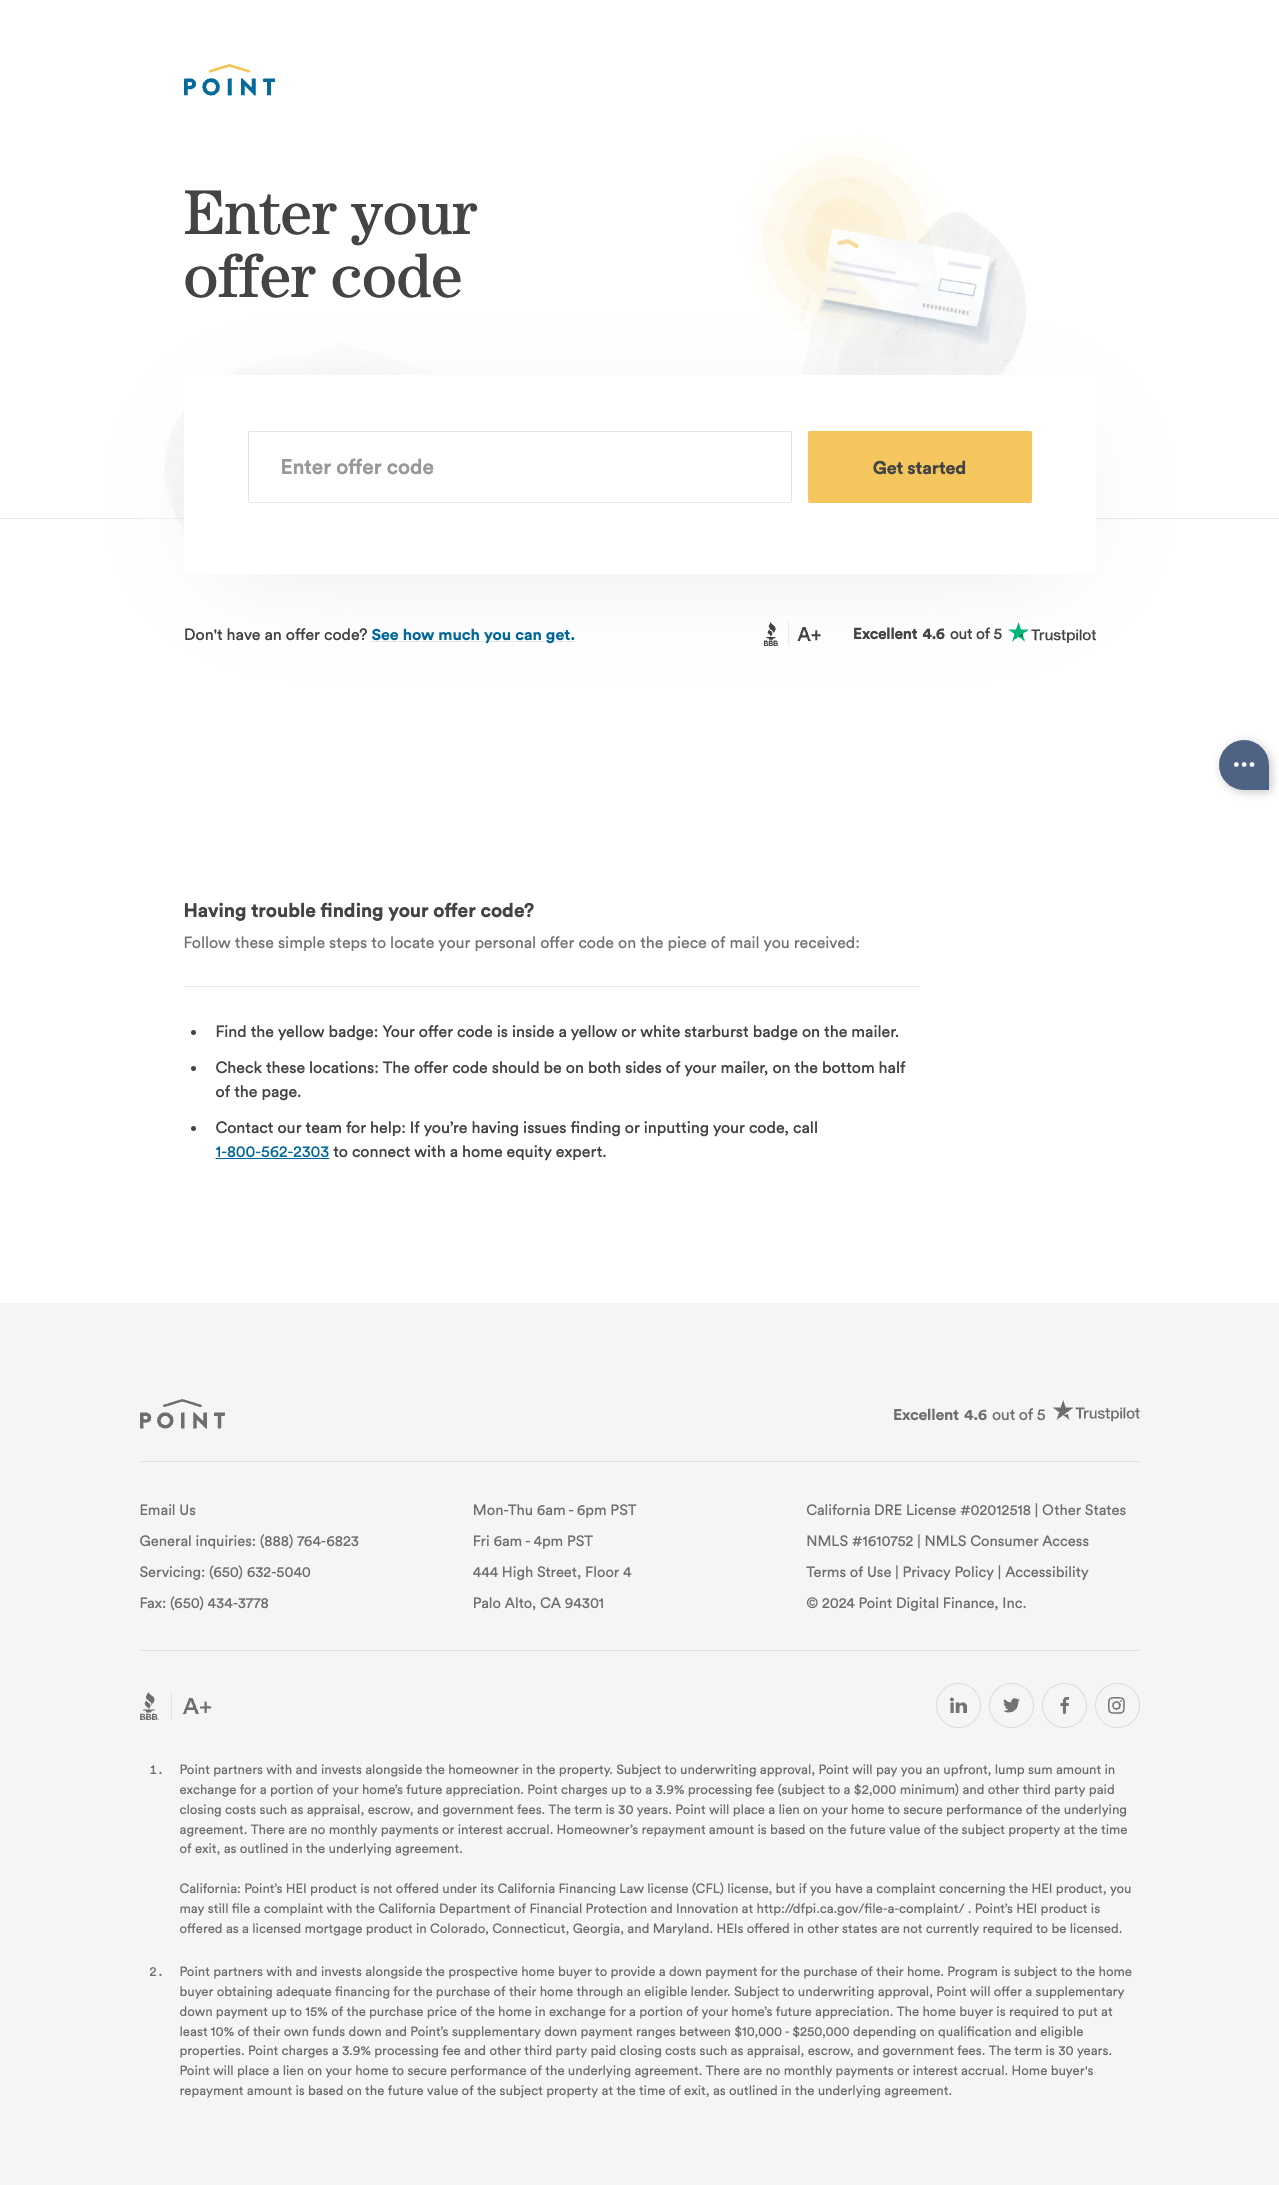 POINT
Enter your
offer code
Enter offer code
Get started
Don't have an offer code? See how much you can get.
BBB A+
Excellent 4.6 out of 5 Trustpilot
Having trouble finding your offer code?
Follow these simple steps to locate your personal offer code on the piece of mail you received:
• Find the yellow badge: Your offer code is inside a yellow or white starburst badge on the mailer.
• Check these locations: The offer code should be on both sides of your mailer, on the bottom half
of the page.
• Contact our team for help: If you’re having issues finding or inputting your code, call
1-800-562-2303 to connect with a home equity expert.
POINT
Excellent 4.6 out of 5 Trustpilot
Email Us
General inquiries: (888) 764-6823
Servicing: (650) 632-5040
Fax: (650) 434-3778
Mon-Thu 6am - 6pm PST
Fri 6am - 4pm PST
444 High Street, Floor 4
Palo Alto, CA 94301
California DRE License #02012518 | Other States
NMLS #1610752 | NMLS Consumer Access
Terms of Use | Privacy Policy | Accessibility
© 2024 Point Digital Finance, Inc.
BBB A+
1. Point partners with and invests alongside the homeowner in the property. Subject to underwriting approval, Point will pay you an upfront, lump sum amount in
exchange for a portion of your home’s future appreciation. Point charges up to a 3.9% processing fee (subject to a $2,000 minimum) and other third party paid
closing costs such as appraisal, escrow, and government fees. The term is 30 years. Point will place a lien on your home to secure performance of the underlying
agreement. There are no monthly payments or interest accrual. Homeowner’s repayment amount is based on the future value of the subject property at the time
of exit, as outlined in the underlying agreement.
California: Point’s HEI product is not offered under its California Financing Law license (CFL) license, but if you have a complaint concerning the HEI product, you
may still file a complaint with the California Department of Financial Protection and Innovation at http://dfpi.ca.gov/file-a-complaint/ . Point’s HEI product is
offered as a licensed mortgage product in Colorado, Connecticut, Georgia, and Maryland. HEIs offered in other states are not currently required to be licensed.
2. Point partners with and invests alongside the prospective home buyer to provide a down payment for the purchase of their home. Program is subject to the home
buyer obtaining adequate financing for the purchase of their home through an eligible lender. Subject to underwriting approval, Point will offer a supplementary
down payment up to 15% of the purchase price of the home in exchange for a portion of your home’s future appreciation. The home buyer is required to put at
least 10% of their own funds down and Point’s supplementary down payment ranges between $10,000 - $250,000 depending on qualification and eligible
properties. Point charges a 3.9% processing fee and other third party paid closing costs such as appraisal, escrow, and government fees. The term is 30 years.
Point will place a lien on your home to secure performance of the underlying agreement. There are no monthly payments or interest accrual. Home buyer's
repayment amount is based on the future value of the subject property at the time of exit, as outlined in the underlying agreement.